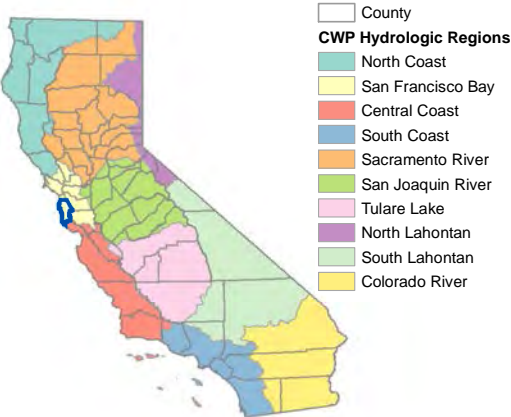 County
CWP Hydrologic Regions
North Coast
San Francisco Bay
Central Coast
South Coast
Sacramento River
San Joaquin River
Tulare Lake
North Lahontan
South Lahontan
Colorado River